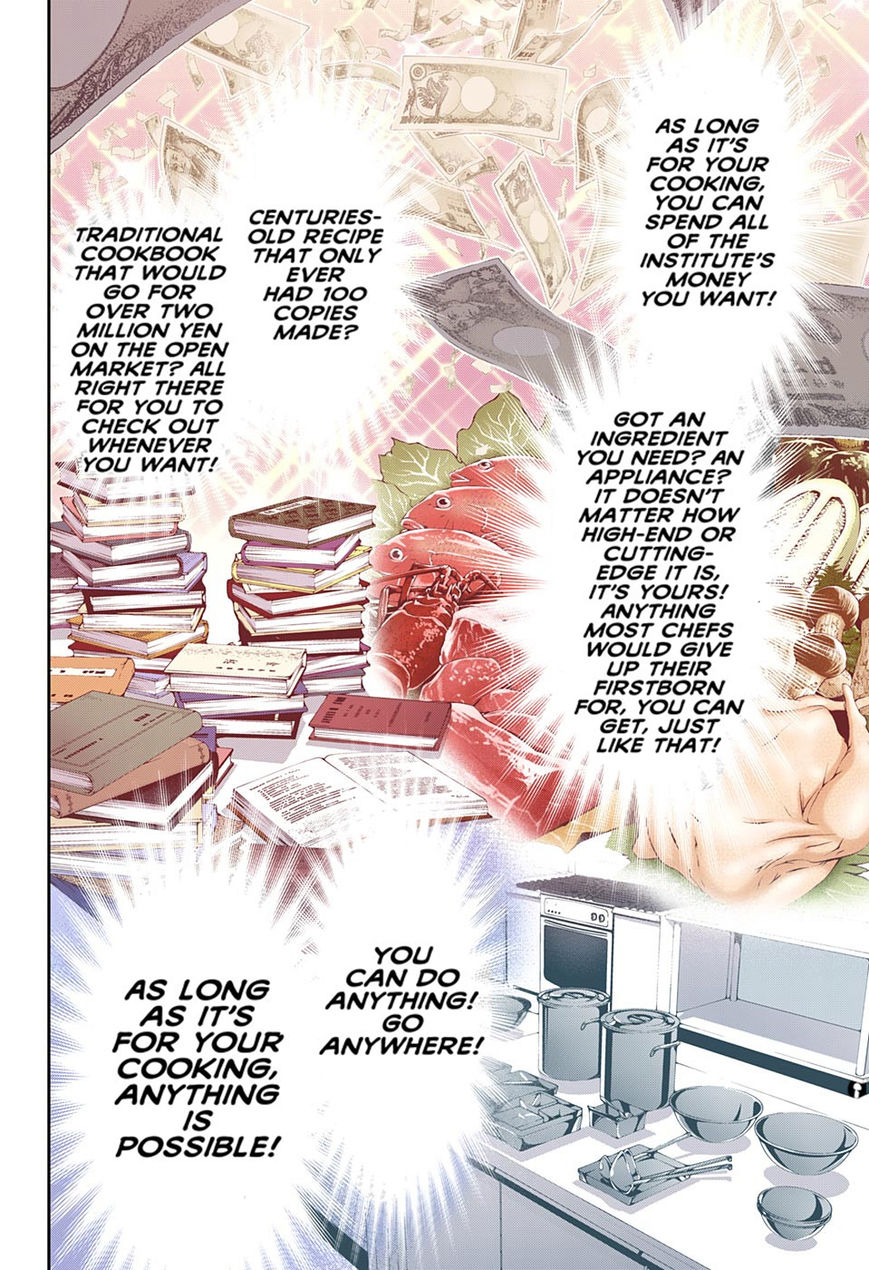 AS LONG
AS IT'S
FOR YOUR
COOKING,
YOU CAN
SPEND ALL
OF THE
INSTITUTE'S
MONEY
YOU WANT!
GOT AN
INGREDIENT
YOU NEED? AN
APPLIANCE?
IT DOESN'T
MATTER HOW
HIGH-END OR
CUTTING-
EDGE IT IS,
IT'S YOURS!
ANYTHING
MOST CHEFS
WOULD GIVE
UP THEIR
FIRSTBORN
FOR, YOU CAN
GET, JUST
LIKE THAT!
CENTURIES-
OLD RECIPE
THAT ONLY
EVER
HAD 100
COPIES
MADE?
TRADITIONAL
COOKBOOK
THAT WOULD
GO FOR
OVER TWO
MILLION YEN
ON THE OPEN
MARKET? ALL
RIGHT THERE
FOR YOU TO
CHECK OUT
WHENEVER
YOU WANT!
YOU
CAN DO
ANYTHING!
GO
ANYWHERE!
AS LONG
AS IT'S
FOR YOUR
COOKING,
ANYTHING
IS
POSSIBLE!